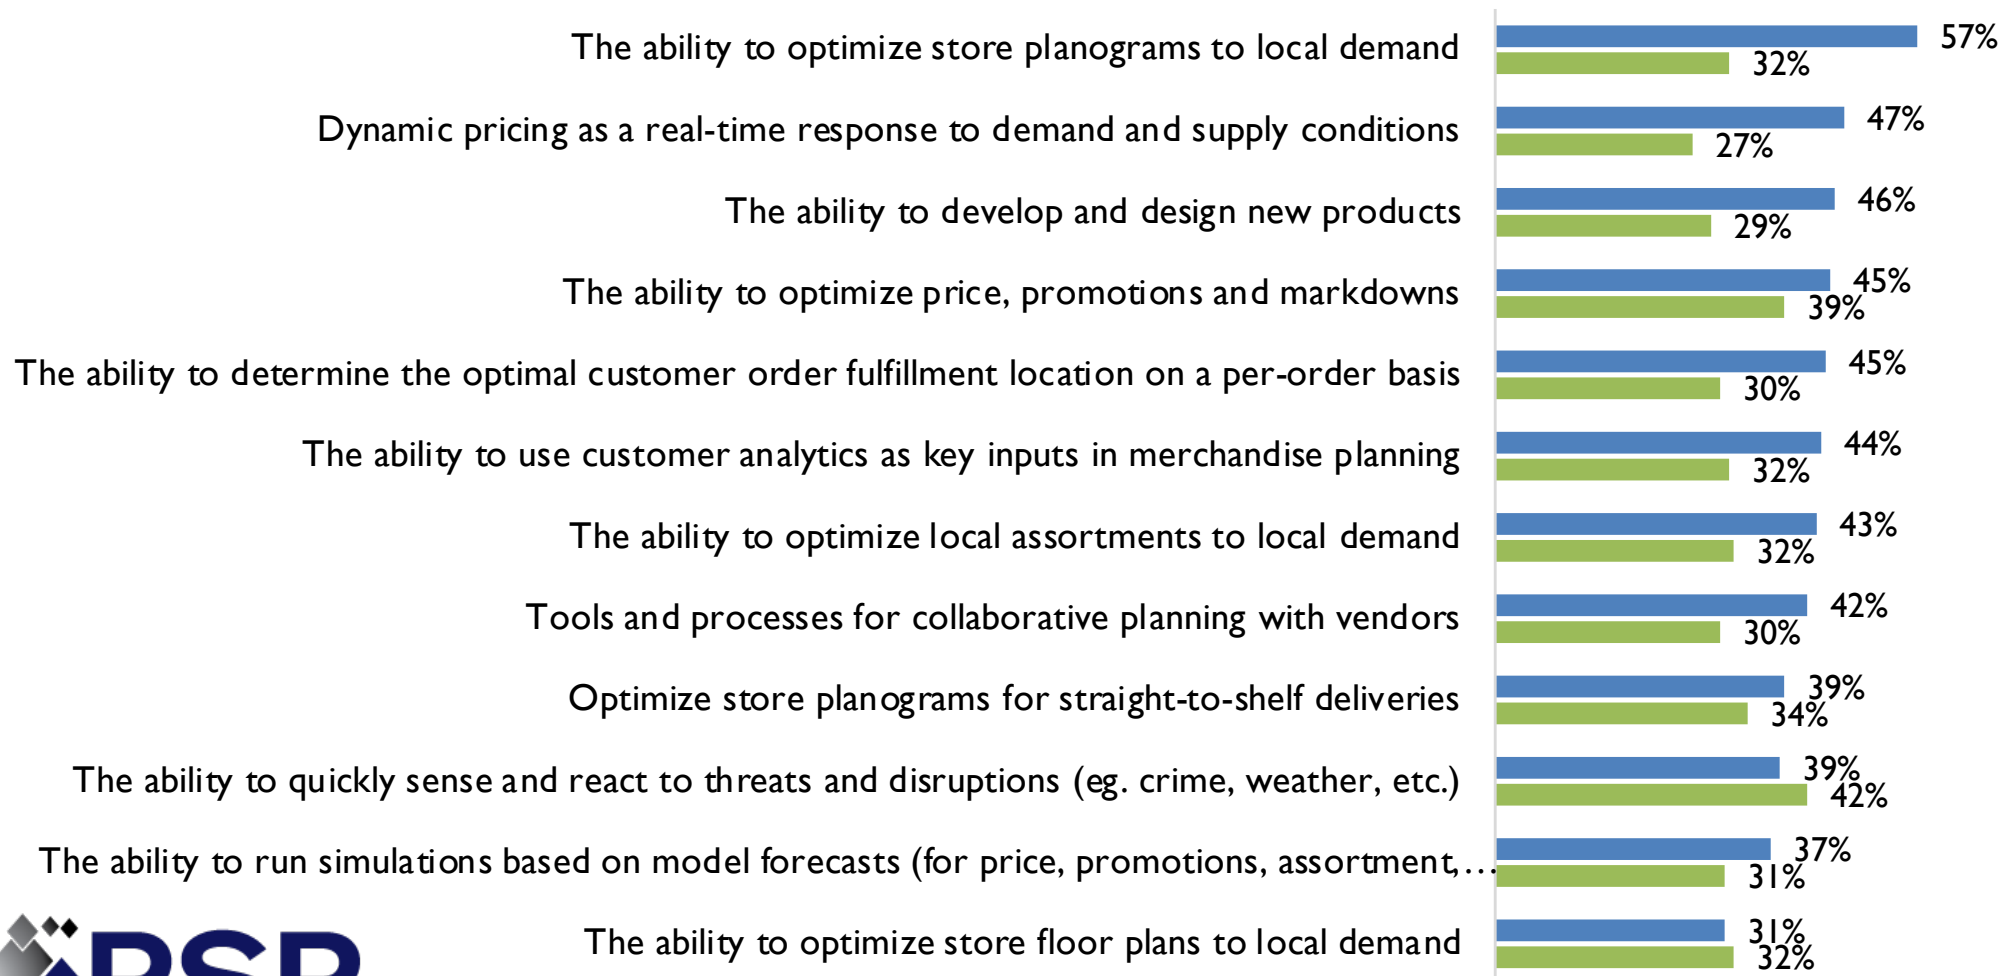 The ability to optimize store planograms to local demand
57%
32%
Dynamic pricing as a real-time response to demand and supply conditions
47%
27%
The ability to develop and design new products
46%
29%
The ability to optimize price, promotions and markdowns
45%
39%
The ability to determine the optimal customer order fulfillment location on a per-order basis
45%
30%
The ability to use customer analytics as key inputs in merchandise planning
44%
32%
The ability to optimize local assortments to local demand
43%
32%
Tools and processes for collaborative planning with vendors
42%
30%
Optimize store planograms for straight-to-shelf deliveries
39%
34%
The ability to quickly sense and react to threats and disruptions (eg. crime, weather, etc.)
39%
42%
The ability to run simulations based on model forecasts (for price, promotions, assortment,…
37%
31%
The ability to optimize store floor plans to local demand
31%
32%